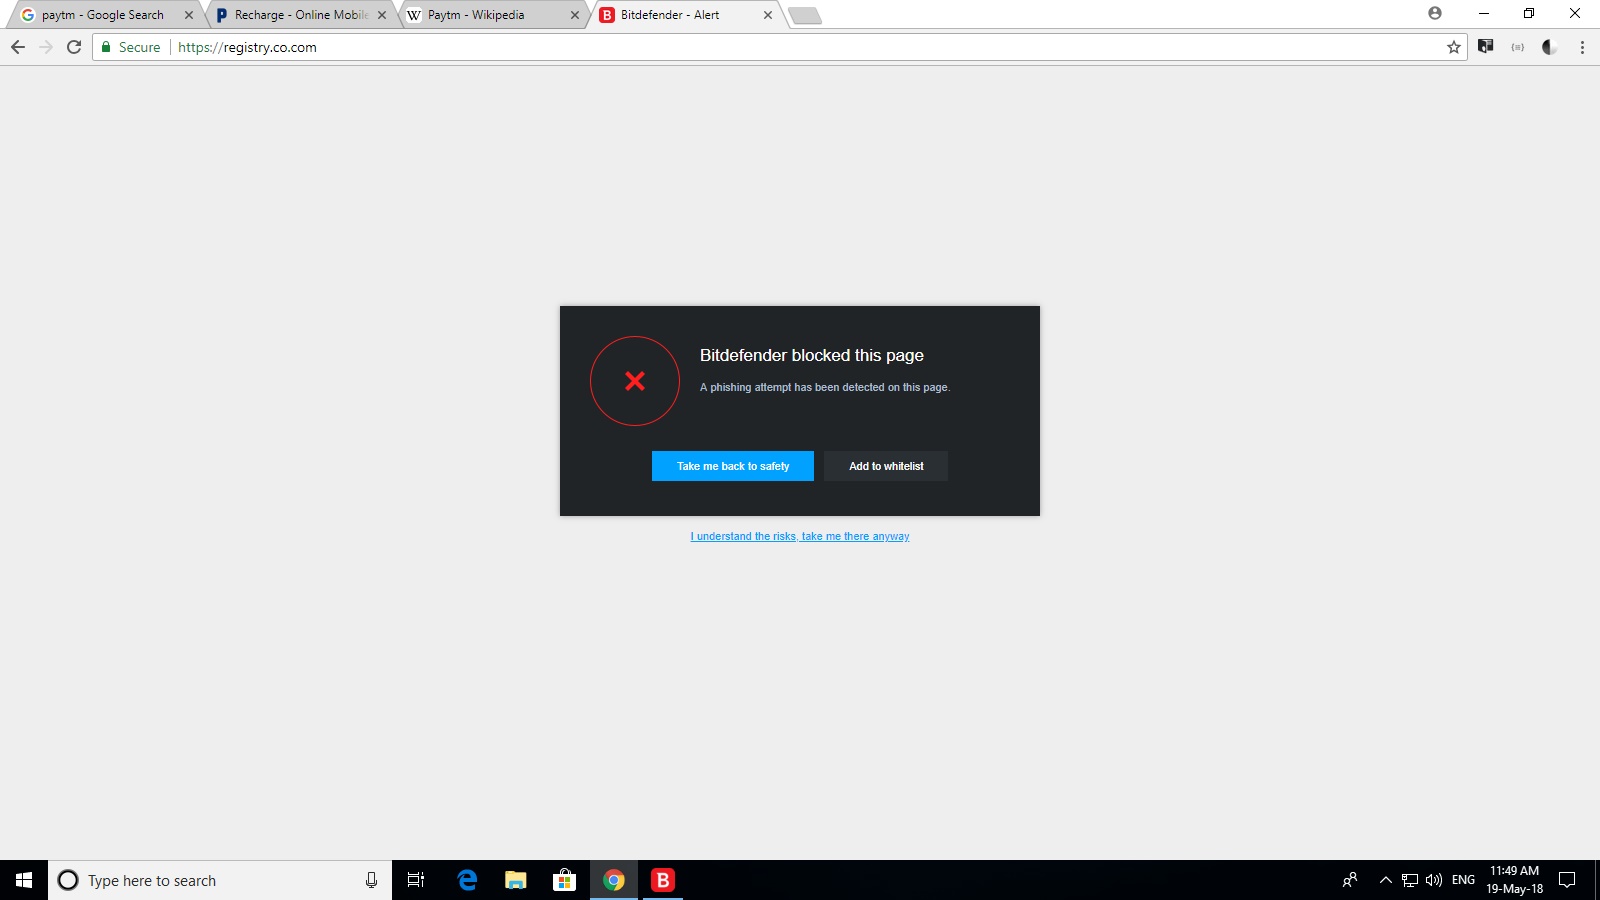 paytm - Google Search
Recharge - Online Mobile
Paytm - Wikipedia
Bitdefender - Alert
Secure
https://registry.co.com
Bitdefender blocked this page
A phishing attempt has been detected on this page.
Take me back to safety
Add to whitelist
I understand the risks, take me there anyway
Type here to search
ENG
11:49 AM
19-May-18